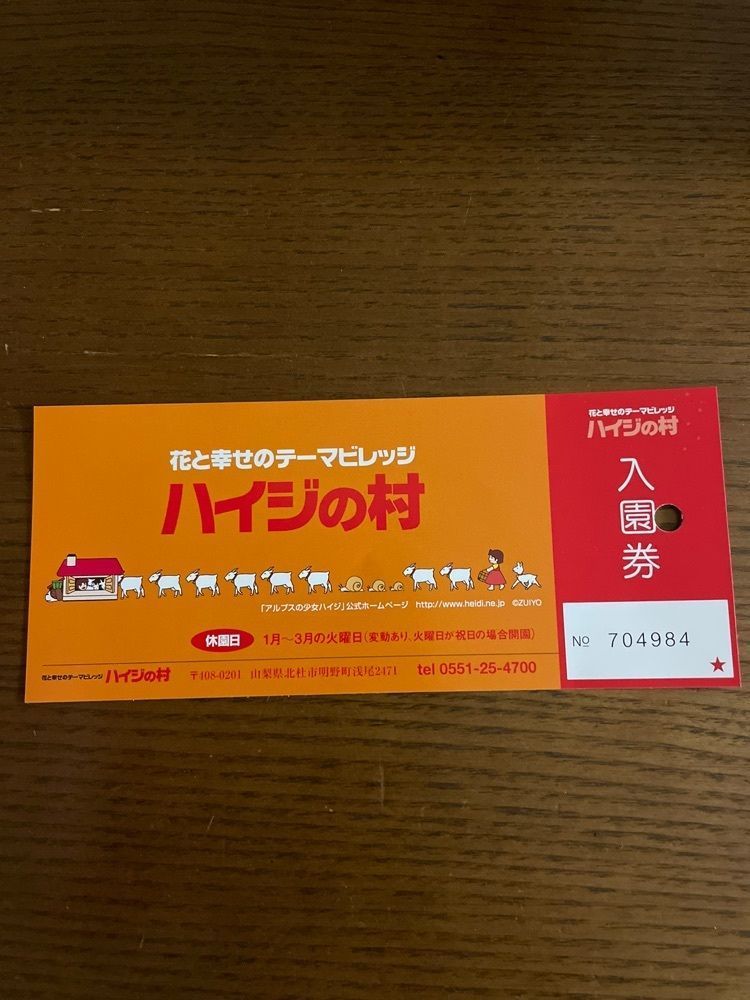 花と幸せのテーマビレッジ
ハイジの村
「アルプスの少女ハイジ」公式ホームページ http://www.heidi.ne.jp ©ZUIYO
休園日 1月～3月の火曜日(変動あり、火曜日が祝日の場合開園)
花と幸せのテーマビレッジ ハイジの村 〒408-0201 山梨県北杜市明野町浅尾2471 tel 0551-25-4700
花と幸せのテーマビレッジ
ハイジの村
入園券
№ 704984
★